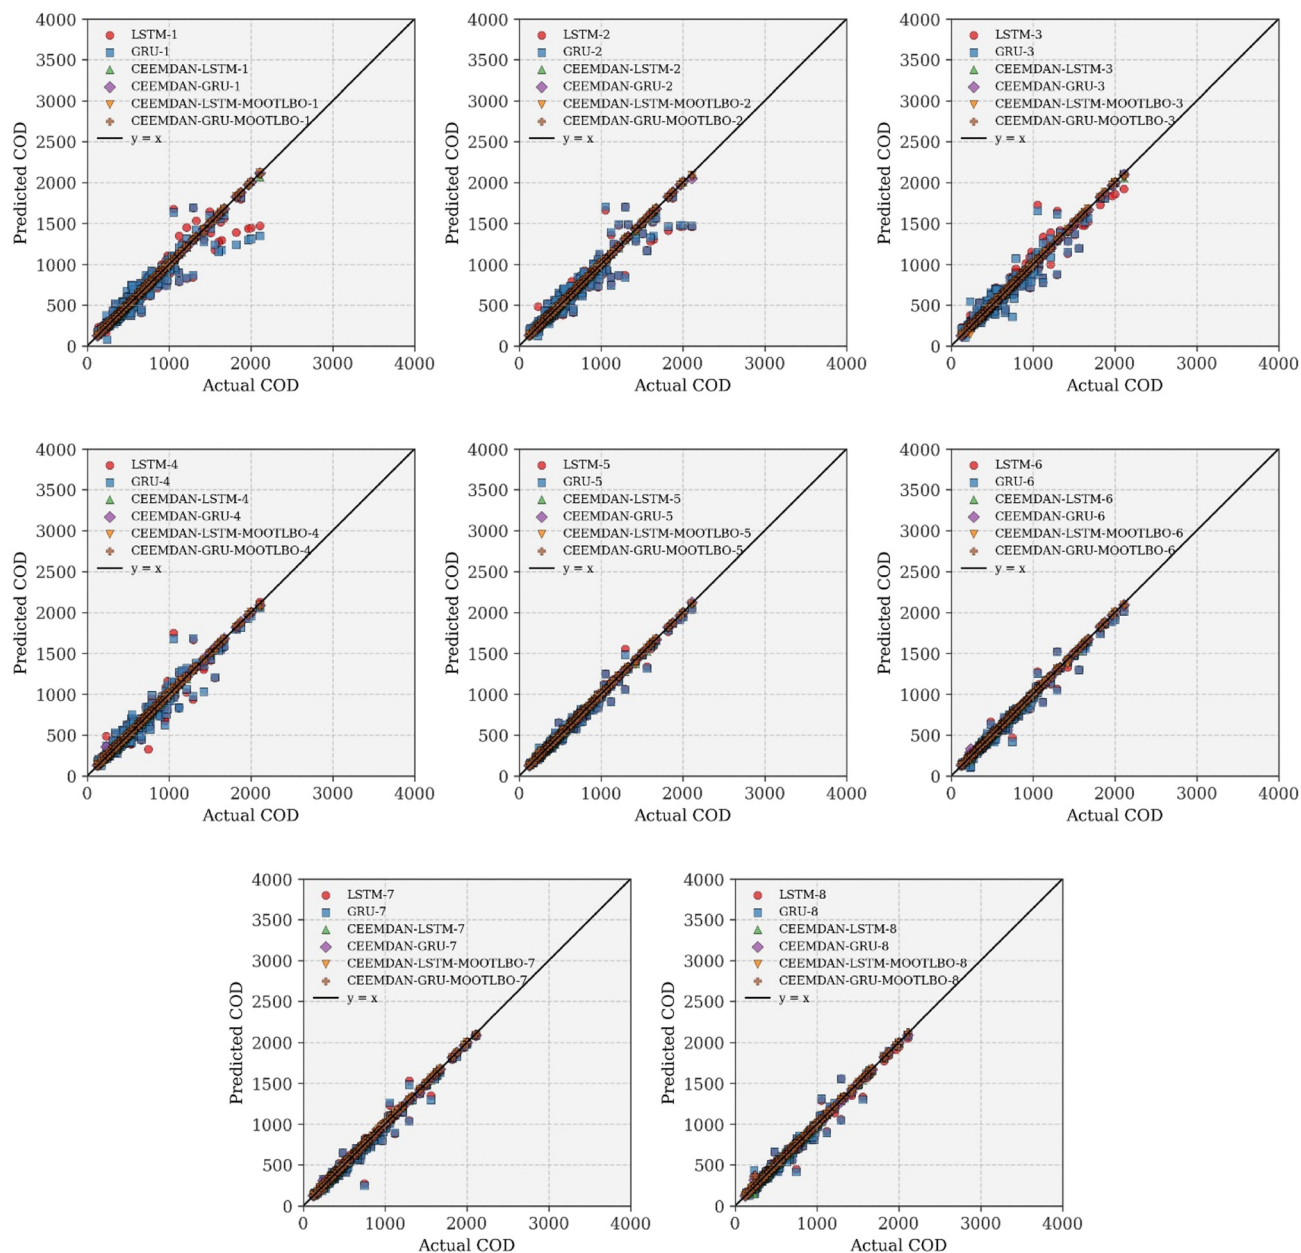 4000
3500
3000
2500
2000
1500
1000
500
0
Predicted COD
LSTM-1
GRU-1
CEEMDAN-LSTM-1
CEEMDAN-GRU-1
CEEMDAN-LSTM-MOOTLBO-1
CEEMDAN-GRU-MOOTLBO-1
y = x
0 1000 2000 3000 4000
Actual COD
4000
3500
3000
2500
2000
1500
1000
500
0
Predicted COD
LSTM-2
GRU-2
CEEMDAN-LSTM-2
CEEMDAN-GRU-2
CEEMDAN-LSTM-MOOTLBO-2
CEEMDAN-GRU-MOOTLBO-2
y = x
0 1000 2000 3000 4000
Actual COD
4000
3500
3000
2500
2000
1500
1000
500
0
Predicted COD
LSTM-3
GRU-3
CEEMDAN-LSTM-3
CEEMDAN-GRU-3
CEEMDAN-LSTM-MOOTLBO-3
CEEMDAN-GRU-MOOTLBO-3
y = x
0 1000 2000 3000 4000
Actual COD
4000
3500
3000
2500
2000
1500
1000
500
0
Predicted COD
LSTM-4
GRU-4
CEEMDAN-LSTM-4
CEEMDAN-GRU-4
CEEMDAN-LSTM-MOOTLBO-4
CEEMDAN-GRU-MOOTLBO-4
y = x
0 1000 2000 3000 4000
Actual COD
4000
3500
3000
2500
2000
1500
1000
500
0
Predicted COD
LSTM-5
GRU-5
CEEMDAN-LSTM-5
CEEMDAN-GRU-5
CEEMDAN-LSTM-MOOTLBO-5
CEEMDAN-GRU-MOOTLBO-5
y = x
0 1000 2000 3000 4000
Actual COD
4000
3500
3000
2500
2000
1500
1000
500
0
Predicted COD
LSTM-6
GRU-6
CEEMDAN-LSTM-6
CEEMDAN-GRU-6
CEEMDAN-LSTM-MOOTLBO-6
CEEMDAN-GRU-MOOTLBO-6
y = x
0 1000 2000 3000 4000
Actual COD
4000
3500
3000
2500
2000
1500
1000
500
0
Predicted COD
LSTM-7
GRU-7
CEEMDAN-LSTM-7
CEEMDAN-GRU-7
CEEMDAN-LSTM-MOOTLBO-7
CEEMDAN-GRU-MOOTLBO-7
y = x
0 1000 2000 3000 4000
Actual COD
4000
3500
3000
2500
2000
1500
1000
500
0
Predicted COD
LSTM-8
GRU-8
CEEMDAN-LSTM-8
CEEMDAN-GRU-8
CEEMDAN-LSTM-MOOTLBO-8
CEEMDAN-GRU-MOOTLBO-8
y = x
0 1000 2000 3000 4000
Actual COD